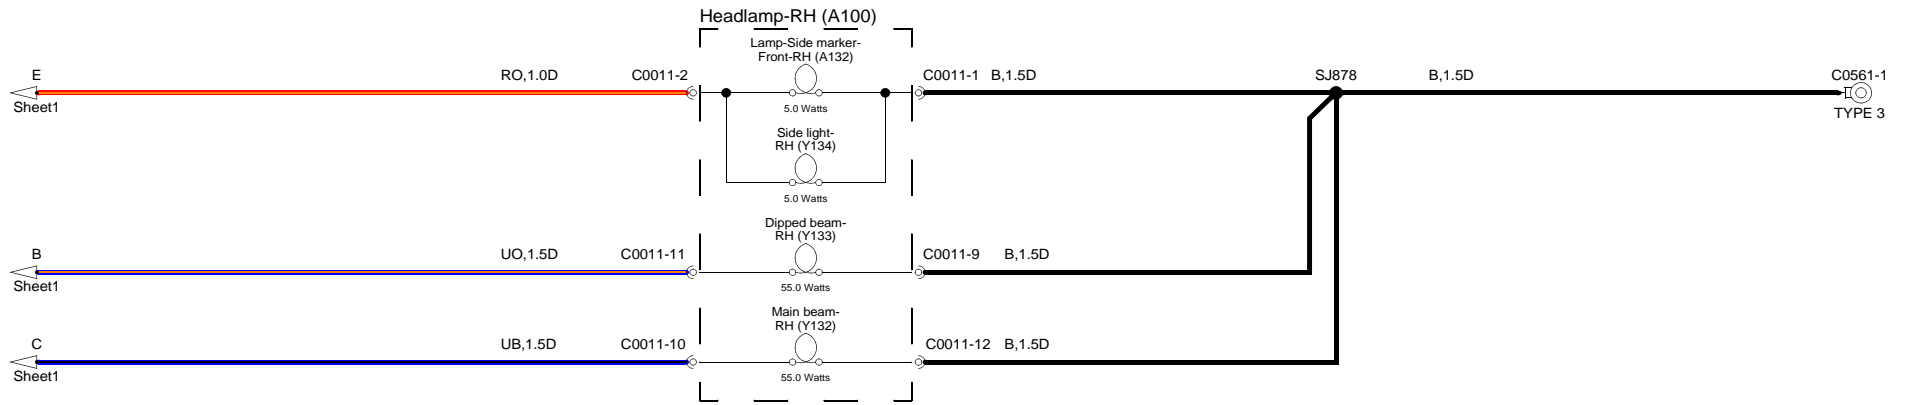 Headlamp-RH (A100)
Lamp-Side marker-
Front-RH (A132)
E
RO,1.0D
C0011-2
C0011-1
B,1.5D
SJ878
B,1.5D
C0561-1
Sheet1
5.0 Watts
TYPE 3
Side light-
RH (Y134)
5.0 Watts
Dipped beam-
RH (Y133)
B
UO,1.5D
C0011-11
C0011-9
B,1.5D
Sheet1
55.0 Watts
Main beam-
RH (Y132)
C
UB,1.5D
C0011-10
C0011-12
B,1.5D
Sheet1
55.0 Watts